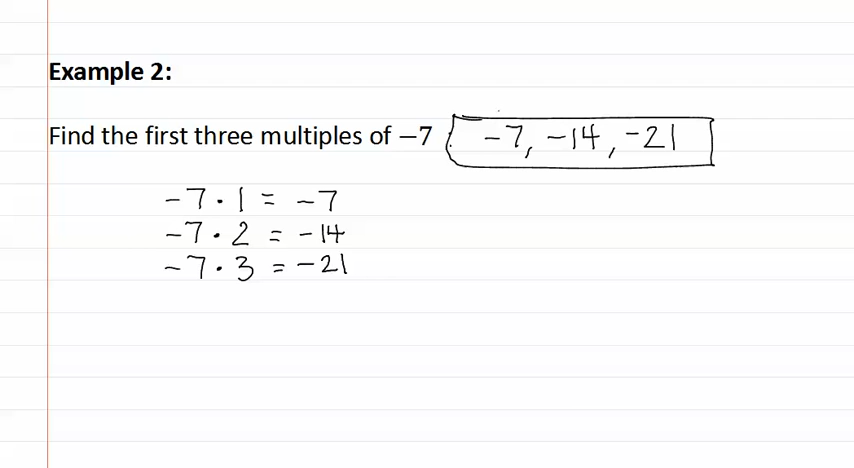 Example 2:
Find the first three multiples of −7 -7, -14, -21
-7 · 1 = -7
-7 · 2 = -14
-7 · 3 = -21